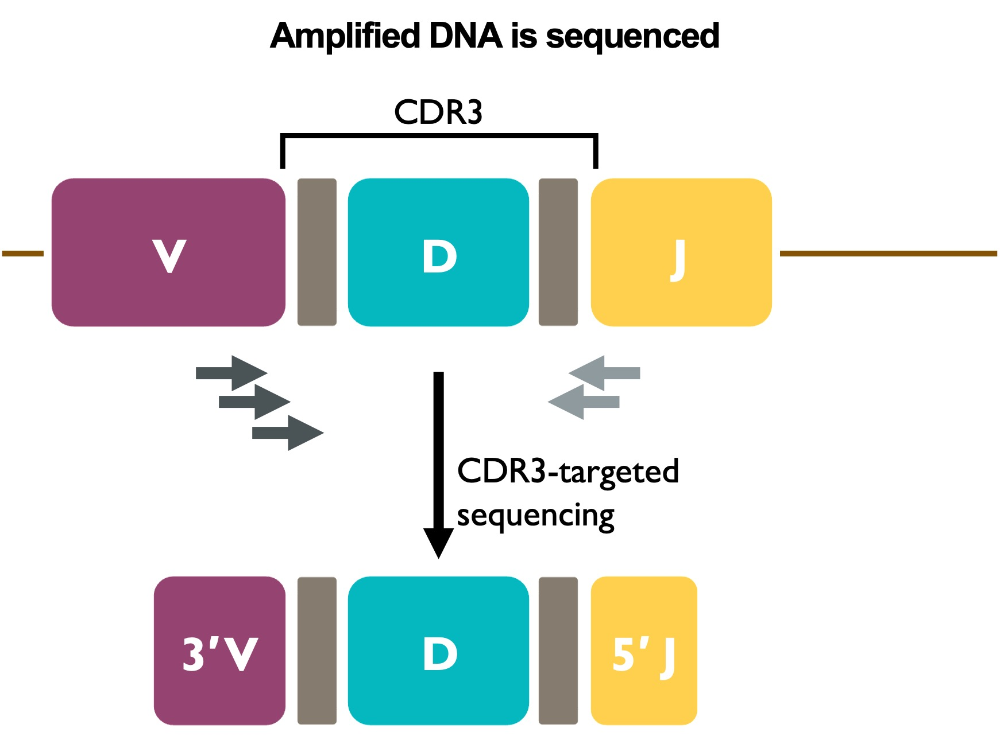 Amplified DNA is sequenced
CDR3
V D J
CDR3-targeted
sequencing
3′V D 5′ J